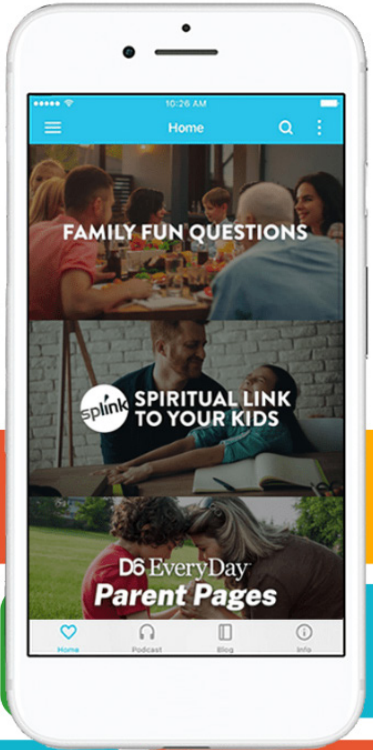 10:26 AM
Home
FAMILY FUN QUESTIONS
splink
SPIRITUAL LINK
TO YOUR KIDS
D6 EveryDay
Parent Pages
Home
Podcast
Blog
Info